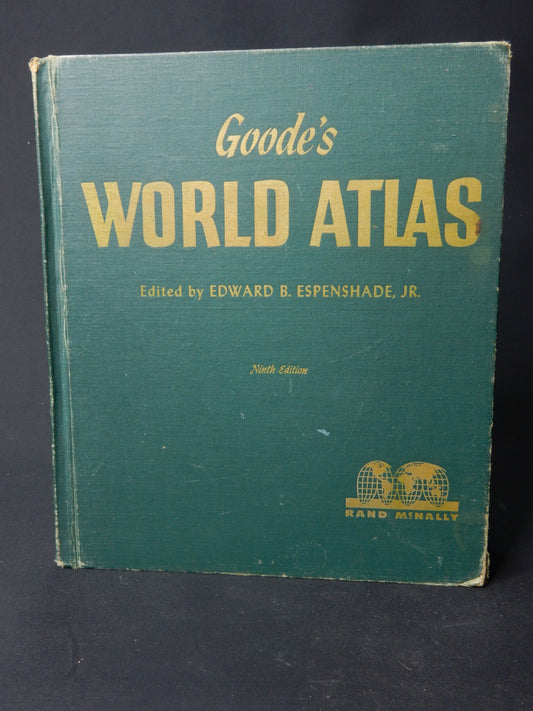 Goode's
WORLD ATLAS
Edited by EDWARD B. ESPENSHADE, JR.
Ninth Edition
RAND McNALLY